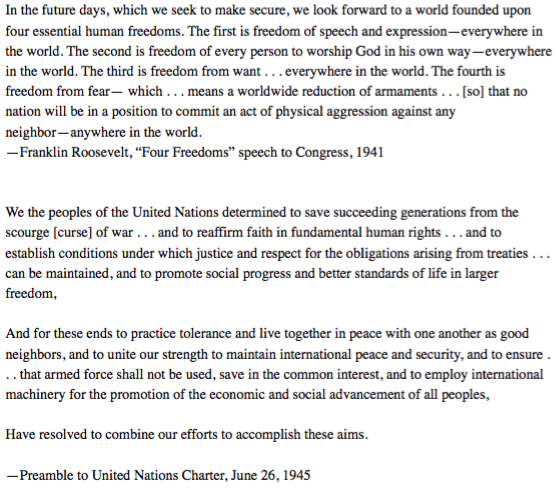 In the future days, which we seek to make secure, we look forward to a world founded upon
four essential human freedoms. The first is freedom of speech and expression—everywhere in
the world. The second is freedom of every person to worship God in his own way—everywhere
in the world. The third is freedom from want . . . everywhere in the world. The fourth is
freedom from fear— which . . . means a worldwide reduction of armaments . . . [so] that no
nation will be in a position to commit an act of physical aggression against any
neighbor—anywhere in the world.
—Franklin Roosevelt, “Four Freedoms” speech to Congress, 1941
We the peoples of the United Nations determined to save succeeding generations from the
scourge [curse] of war . . . and to reaffirm faith in fundamental human rights . . . and to
establish conditions under which justice and respect for the obligations arising from treaties . . .
can be maintained, and to promote social progress and better standards of life in larger
freedom,
And for these ends to practice tolerance and live together in peace with one another as good
neighbors, and to unite our strength to maintain international peace and security, and to ensure .
. . that armed force shall not be used, save in the common interest, and to employ international
machinery for the promotion of the economic and social advancement of all peoples,
Have resolved to combine our efforts to accomplish these aims.
—Preamble to United Nations Charter, June 26, 1945